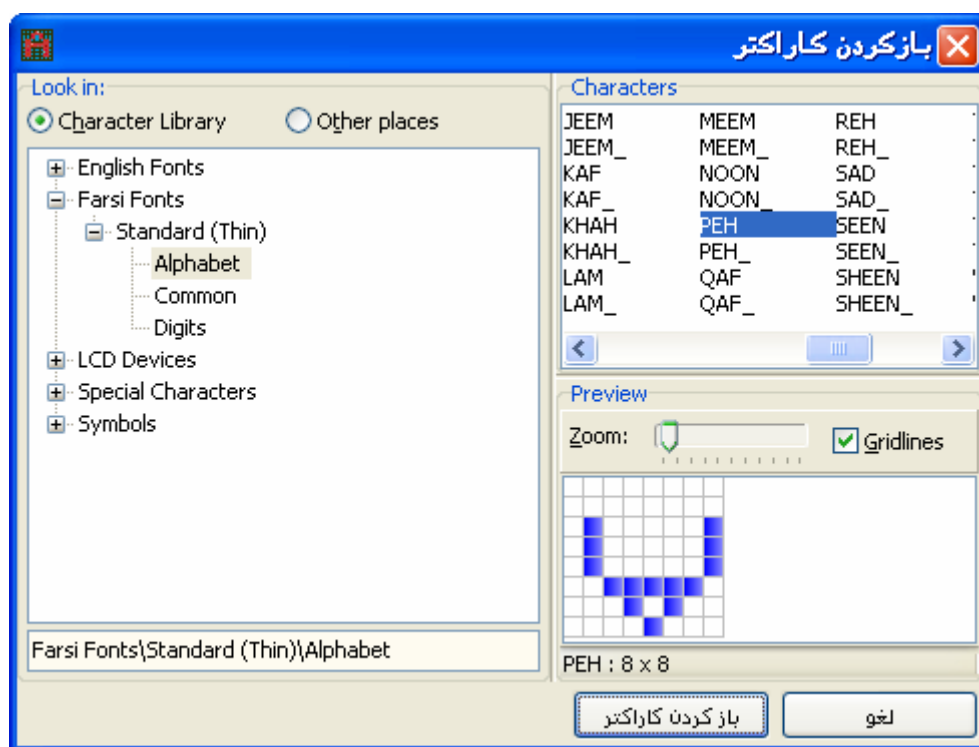 بازکردن کاراکتر
Look in:
Character Library
Other places
English Fonts
Farsi Fonts
Standard (Thin)
Alphabet
Common
Digits
LCD Devices
Special Characters
Symbols
Farsi Fonts\Standard (Thin)\Alphabet
Characters
JEEM MEEM REH
JEEM_ MEEM_ REH_
KAF NOON SAD
KAF_ NOON_ SAD_
KHAH PEH SEEN
KHAH_ PEH_ SEEN_
LAM QAF SHEEN
LAM_ QAF_ SHEEN_
Preview
Zoom:
Gridlines
PEH : 8 x 8
باز کردن کاراکتر
لغو